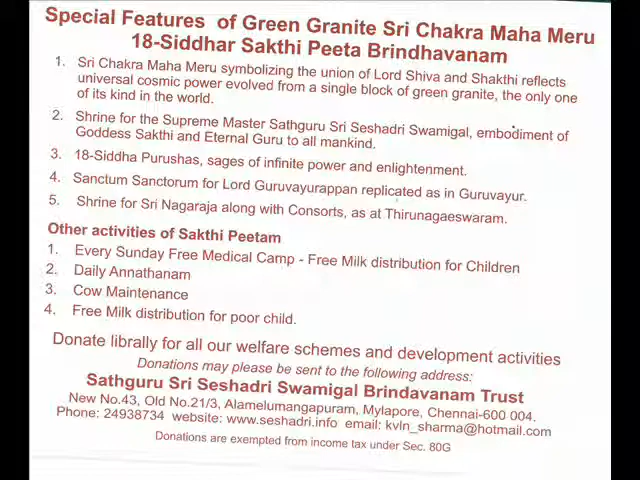 Special Features of Green Granite Sri Chakra Maha Meru
18-Siddhar Sakthi Peeta Brindhavanam
1. Sri Chakra Maha Meru symbolizing the union of Lord Shiva and Shakthi reflects
universal cosmic power evolved from a single block of green granite, the only one
of its kind in the world.
2. Shrine for the Supreme Master Sathguru Sri Seshadri Swamigal, embodiment of
Goddess Sakthi and Eternal Guru to all mankind.
3. 18-Siddha Purushas, sages of infinite power and enlightenment.
4. Sanctum Sanctorum for Lord Guruvayurappan replicated as in Guruvayur.
5. Shrine for Sri Nagaraja along with Consorts, as at Thirunagaeswaram.
Other activities of Sakthi Peetam
1. Every Sunday Free Medical Camp - Free Milk distribution for Children
2. Daily Annathanam
3. Cow Maintenance
4. Free Milk distribution for poor child.
Donate librally for all our welfare schemes and development activities
Donations may please be sent to the following address:
Sathguru Sri Seshadri Swamigal Brindavanam Trust
New No.43, Old No.21/3, Alamelumangapuram, Mylapore, Chennai-600 004.
Phone: 24938734 website: www.seshadri.info email: kvln_sharma@hotmail.com
Donations are exempted from income tax under Sec. 80G